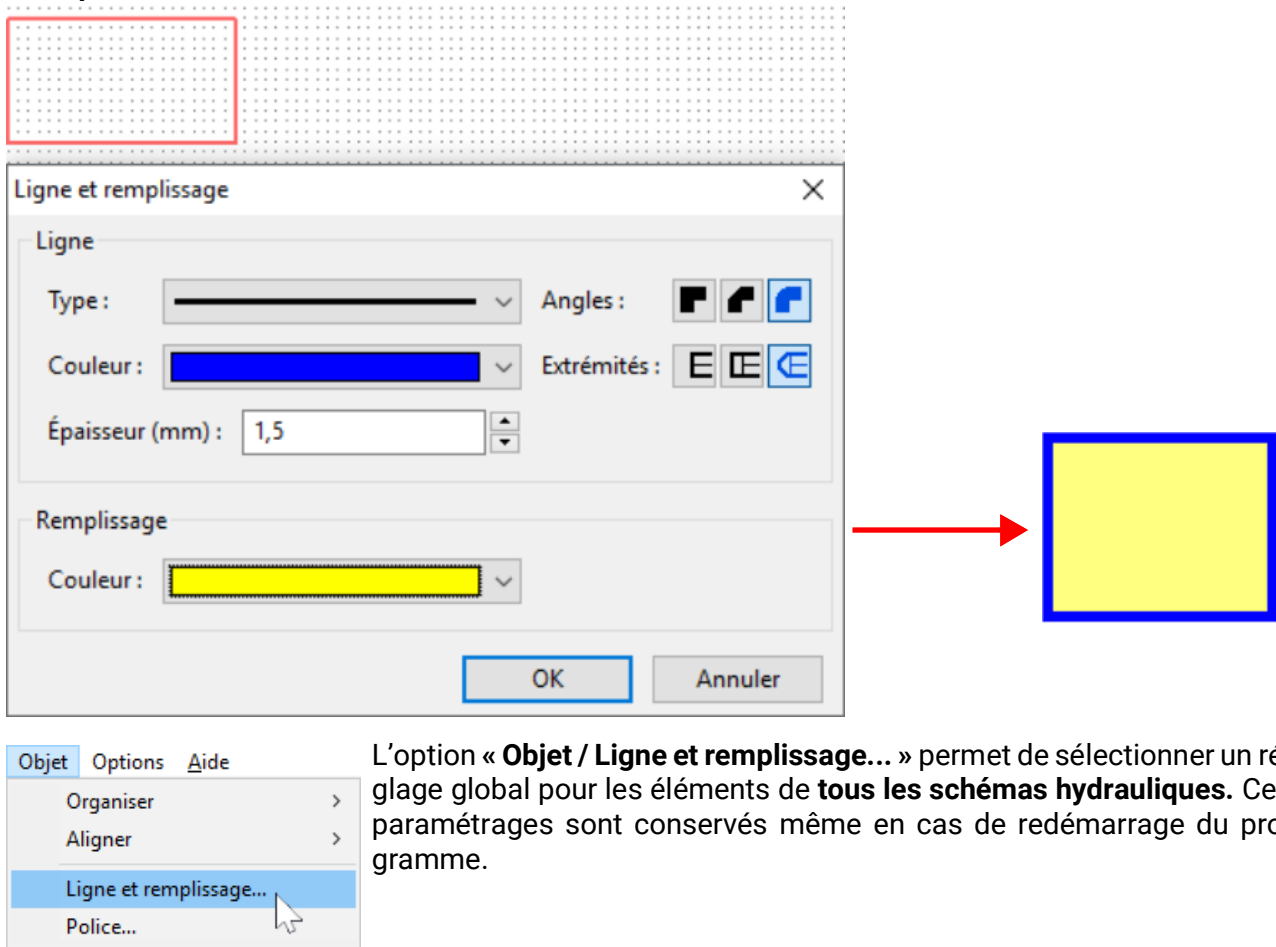 Ligne et remplissage
Ligne
Type :
Angles :
Couleur :
Extrémités :
Épaisseur (mm) : 1,5
Remplissage
Couleur :
OK Annuler
Objet Options Aide
Organiser >
Aligner >
Ligne et remplissage...
Police...
L'option « Objet / Ligne et remplissage... » permet de sélectionner un ré
glage global pour les éléments de tous les schémas hydrauliques. Ce
paramétrages sont conservés même en cas de redémarrage du pro
gramme.